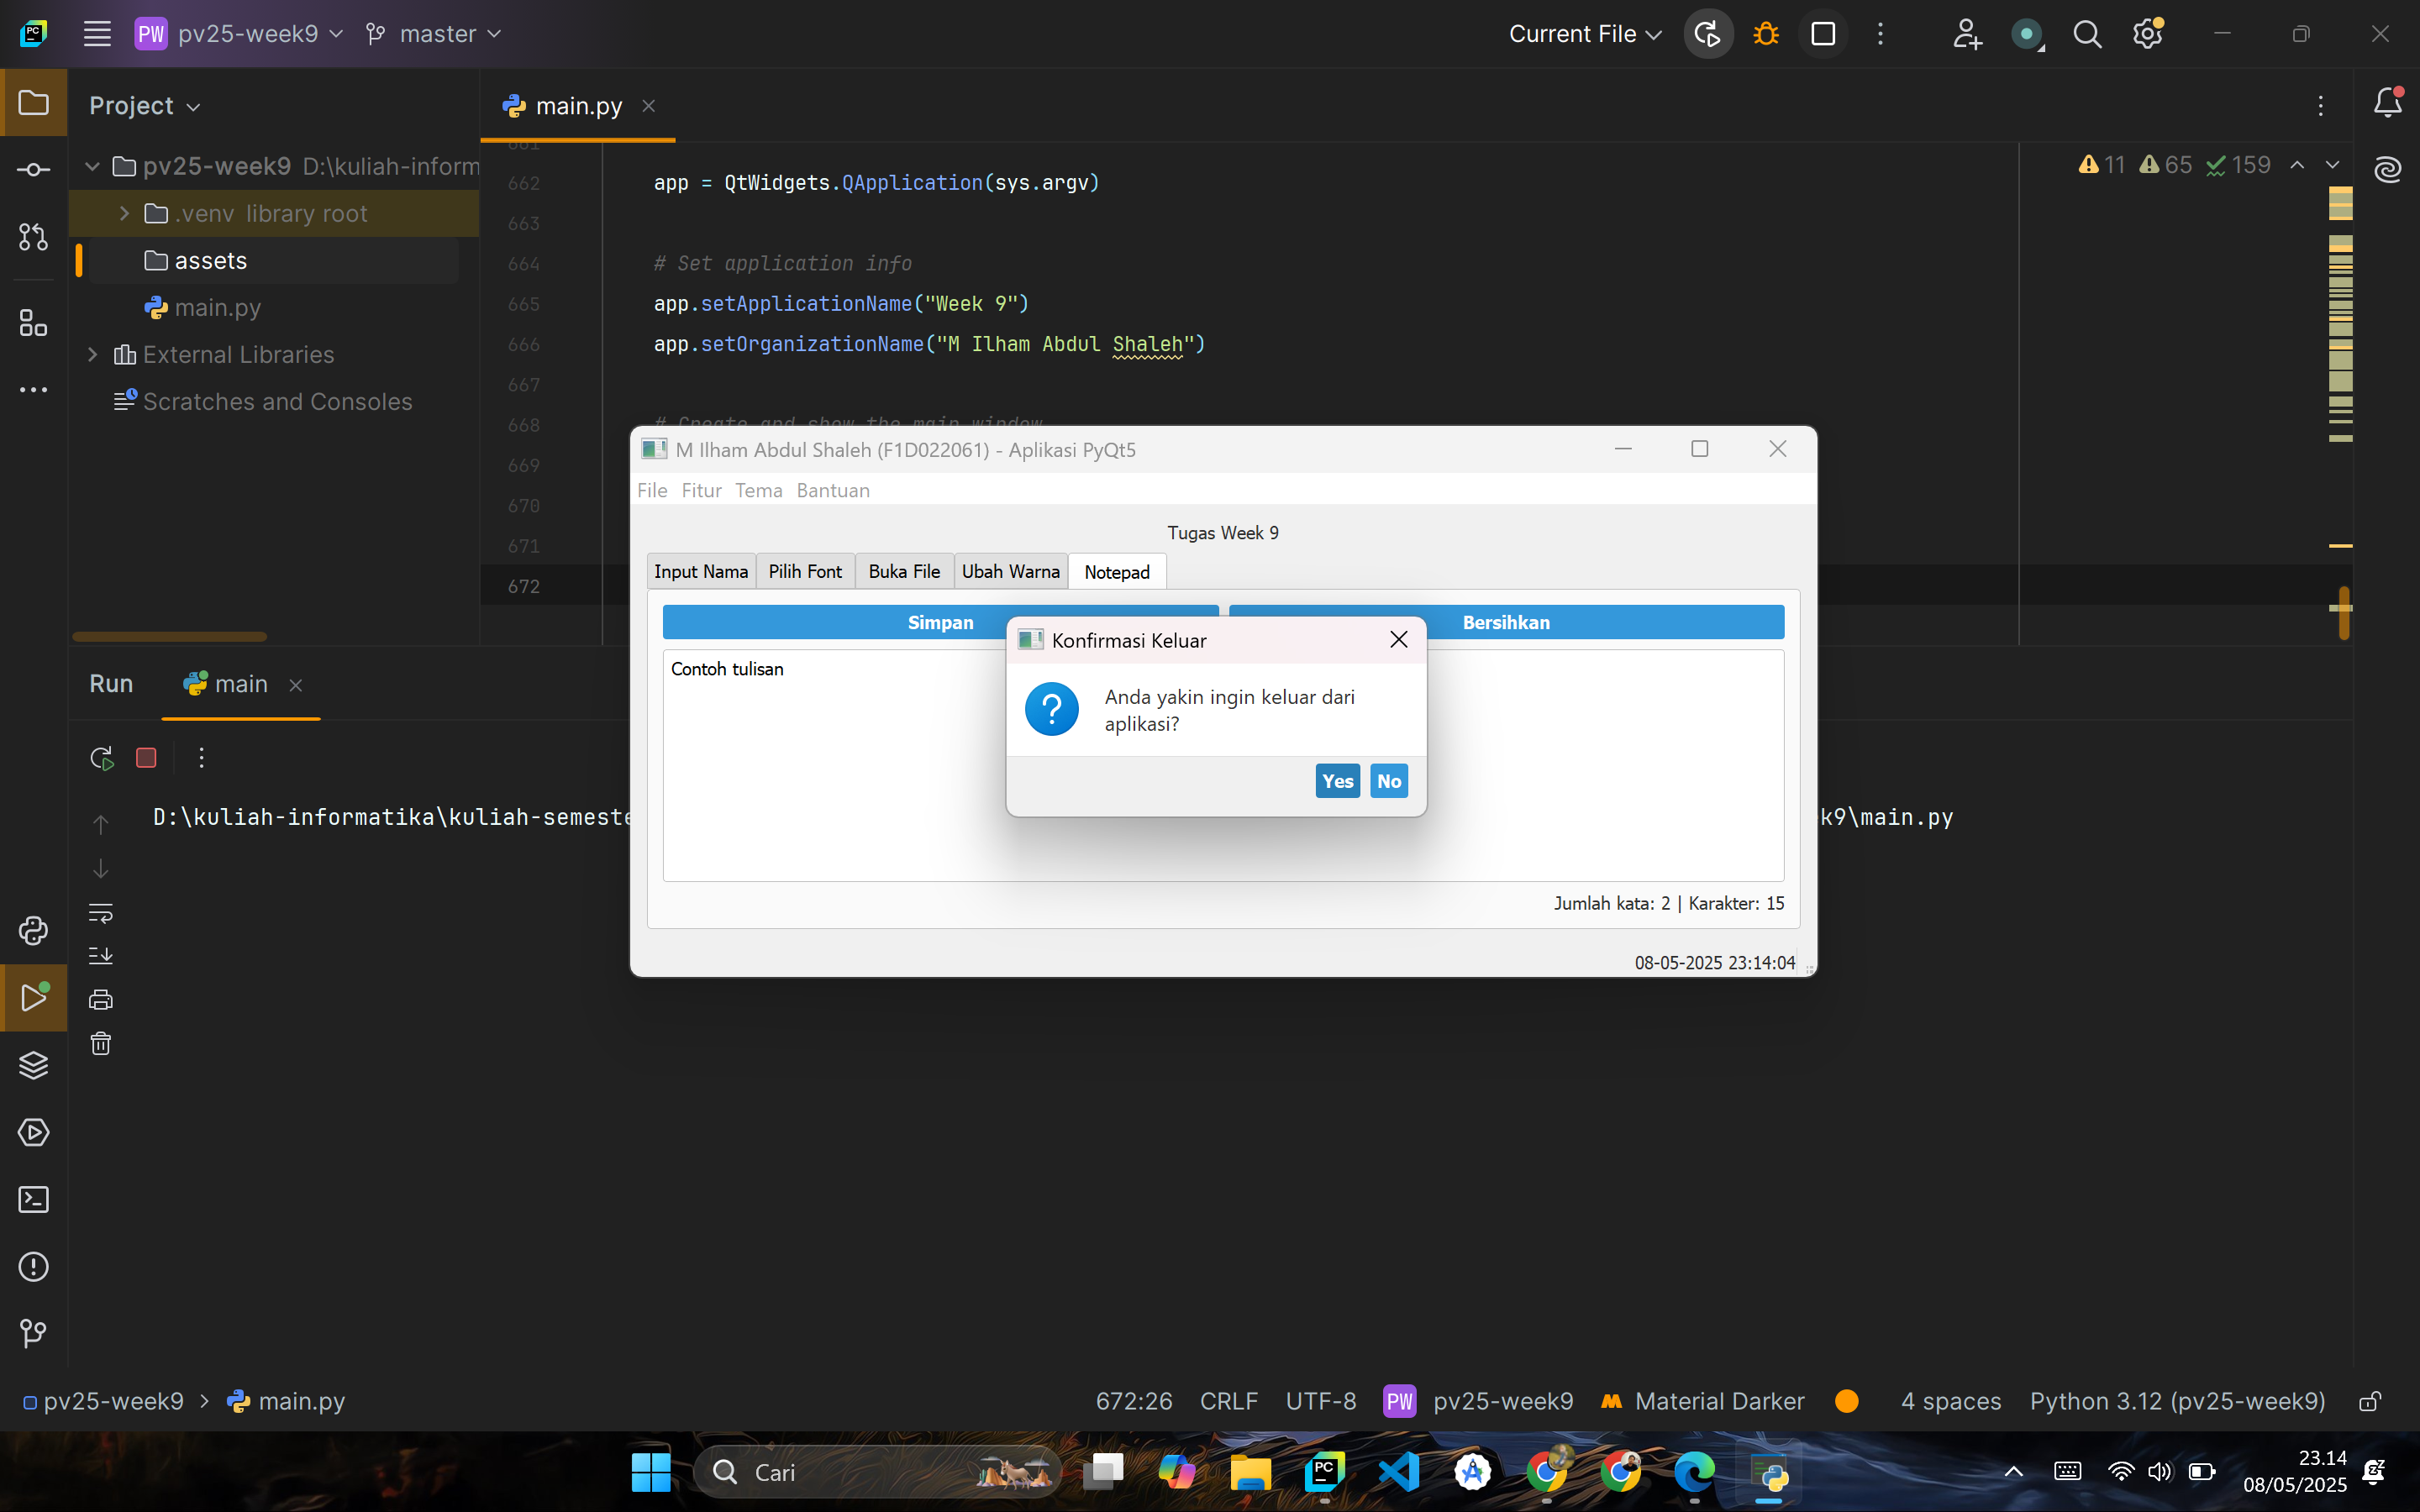 PC
PW pv25-week9 master Current File
Project
main.py
pv25-week9 D:\kuliah-inform
.venv library root
assets
main.py
External Libraries
Scratches and Consoles
11 65 159
661
662 app = QtWidgets.QApplication(sys.argv)
663
664 # Set application info
665 app.setApplicationName("Week 9")
666 app.setOrganizationName("M Ilham Abdul Shaleh")
667
668 # Create and show the main window
669
670
671
672
M Ilham Abdul Shaleh (F1D022061) - Aplikasi PyQt5
File Fitur Tema Bantuan
Tugas Week 9
Input Nama Pilih Font Buka File Ubah Warna Notepad
Simpan Bersihkan
Contoh tulisan
Konfirmasi Keluar
Anda yakin ingin keluar dari
aplikasi?
Yes No
Jumlah kata: 2 | Karakter: 15
08-05-2025 23:14:04
Run main
D:\kuliah-informatika\kuliah-semeste k9\main.py
pv25-week9 main.py 672:26 CRLF UTF-8 PW pv25-week9 Material Darker 4 spaces Python 3.12 (pv25-week9)
Cari
PC
23.14
08/05/2025